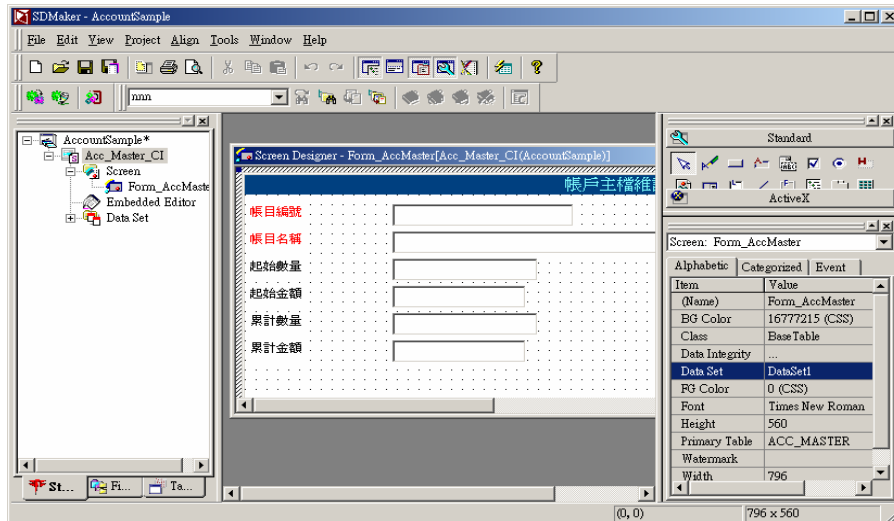 SDMaker - AccountSample
File Edit View Project Align Tools Window Help
nnn
AccountSample*
Acc_Master_CI
Screen
Form_AccMaste
Embedded Editor
Data Set
St... Fi... Ta...
Screen Designer - Form_AccMaster[Acc_Master_CI(AccountSample)]
帳戶主檔維
帳目編號
帳目名稱
起始數量
起始金額
累計數量
累計金額
Standard
ActiveX
Screen: Form_AccMaster
Alphabetic Categorized Event
Item Value
(Name) Form_AccMaster
BG Color 16777215 (CSS)
Class BaseTable
Data Integrity ...
Data Set DataSet1
FG Color 0 (CSS)
Font Times New Roman
Height 560
Primary Table ACC_MASTER
Watermark
Width 796
(0, 0) 796 x 560